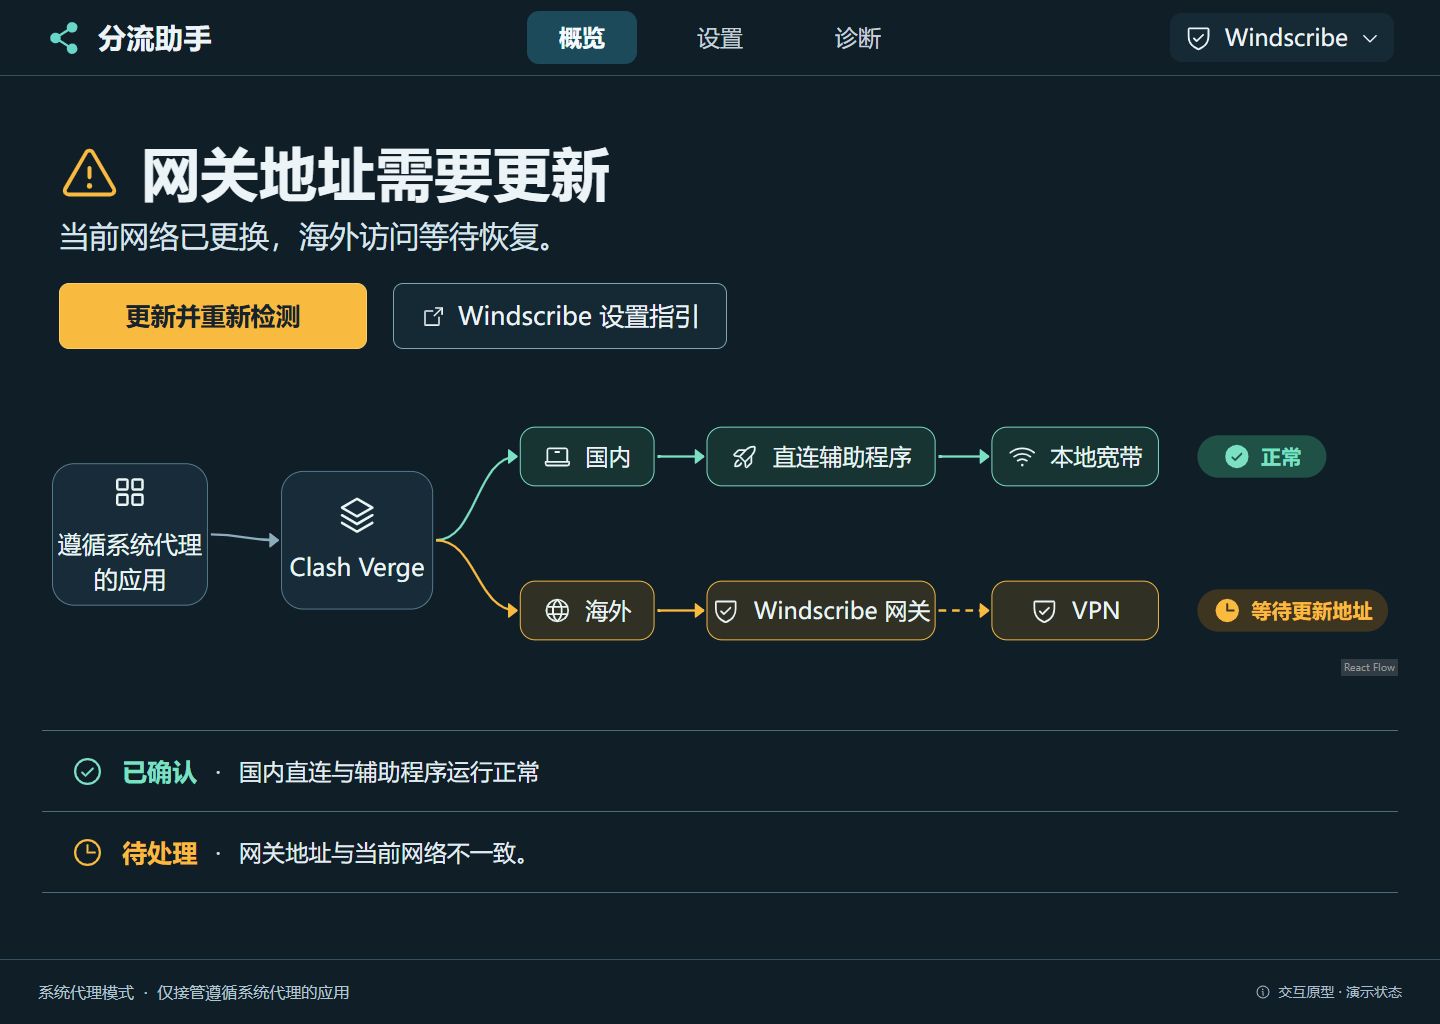 分流助手
概览
设置
诊断
Windscribe
网关地址需要更新
当前网络已更换，海外访问等待恢复。
更新并重新检测
Windscribe 设置指引
遵循系统代理
的应用
Clash Verge
国内
直连辅助程序
本地宽带
正常
海外
Windscribe 网关
VPN
等待更新地址
React Flow
已确认 · 国内直连与辅助程序运行正常
待处理 · 网关地址与当前网络不一致。
系统代理模式 · 仅接管遵循系统代理的应用
交互原型 · 演示状态